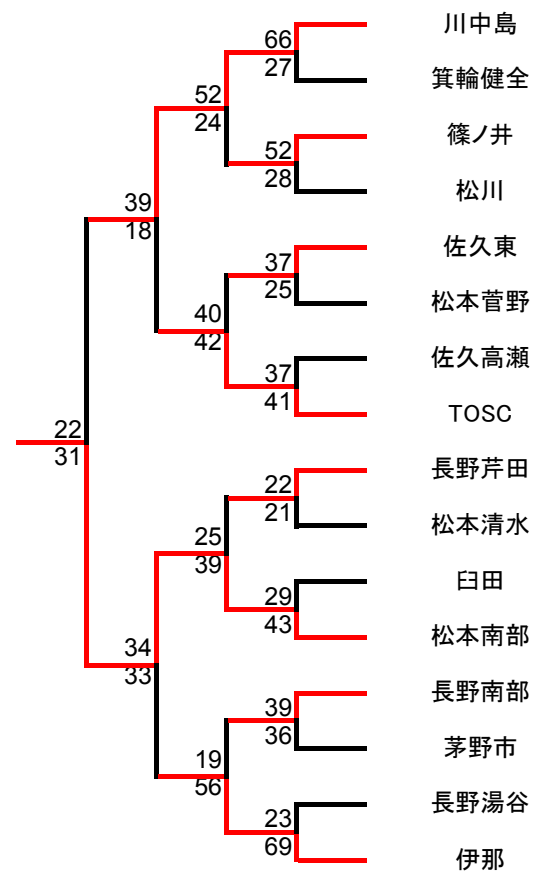 川中島
66
27
箕輪健全
52
24
篠ノ井
52
28
松川
39
18
佐久東
37
25
松本菅野
40
42
佐久高瀬
37
41
TOSC
22
31
長野芹田
22
21
松本清水
25
39
臼田
29
43
松本南部
34
33
長野南部
39
36
茅野市
19
56
長野湯谷
23
69
伊那